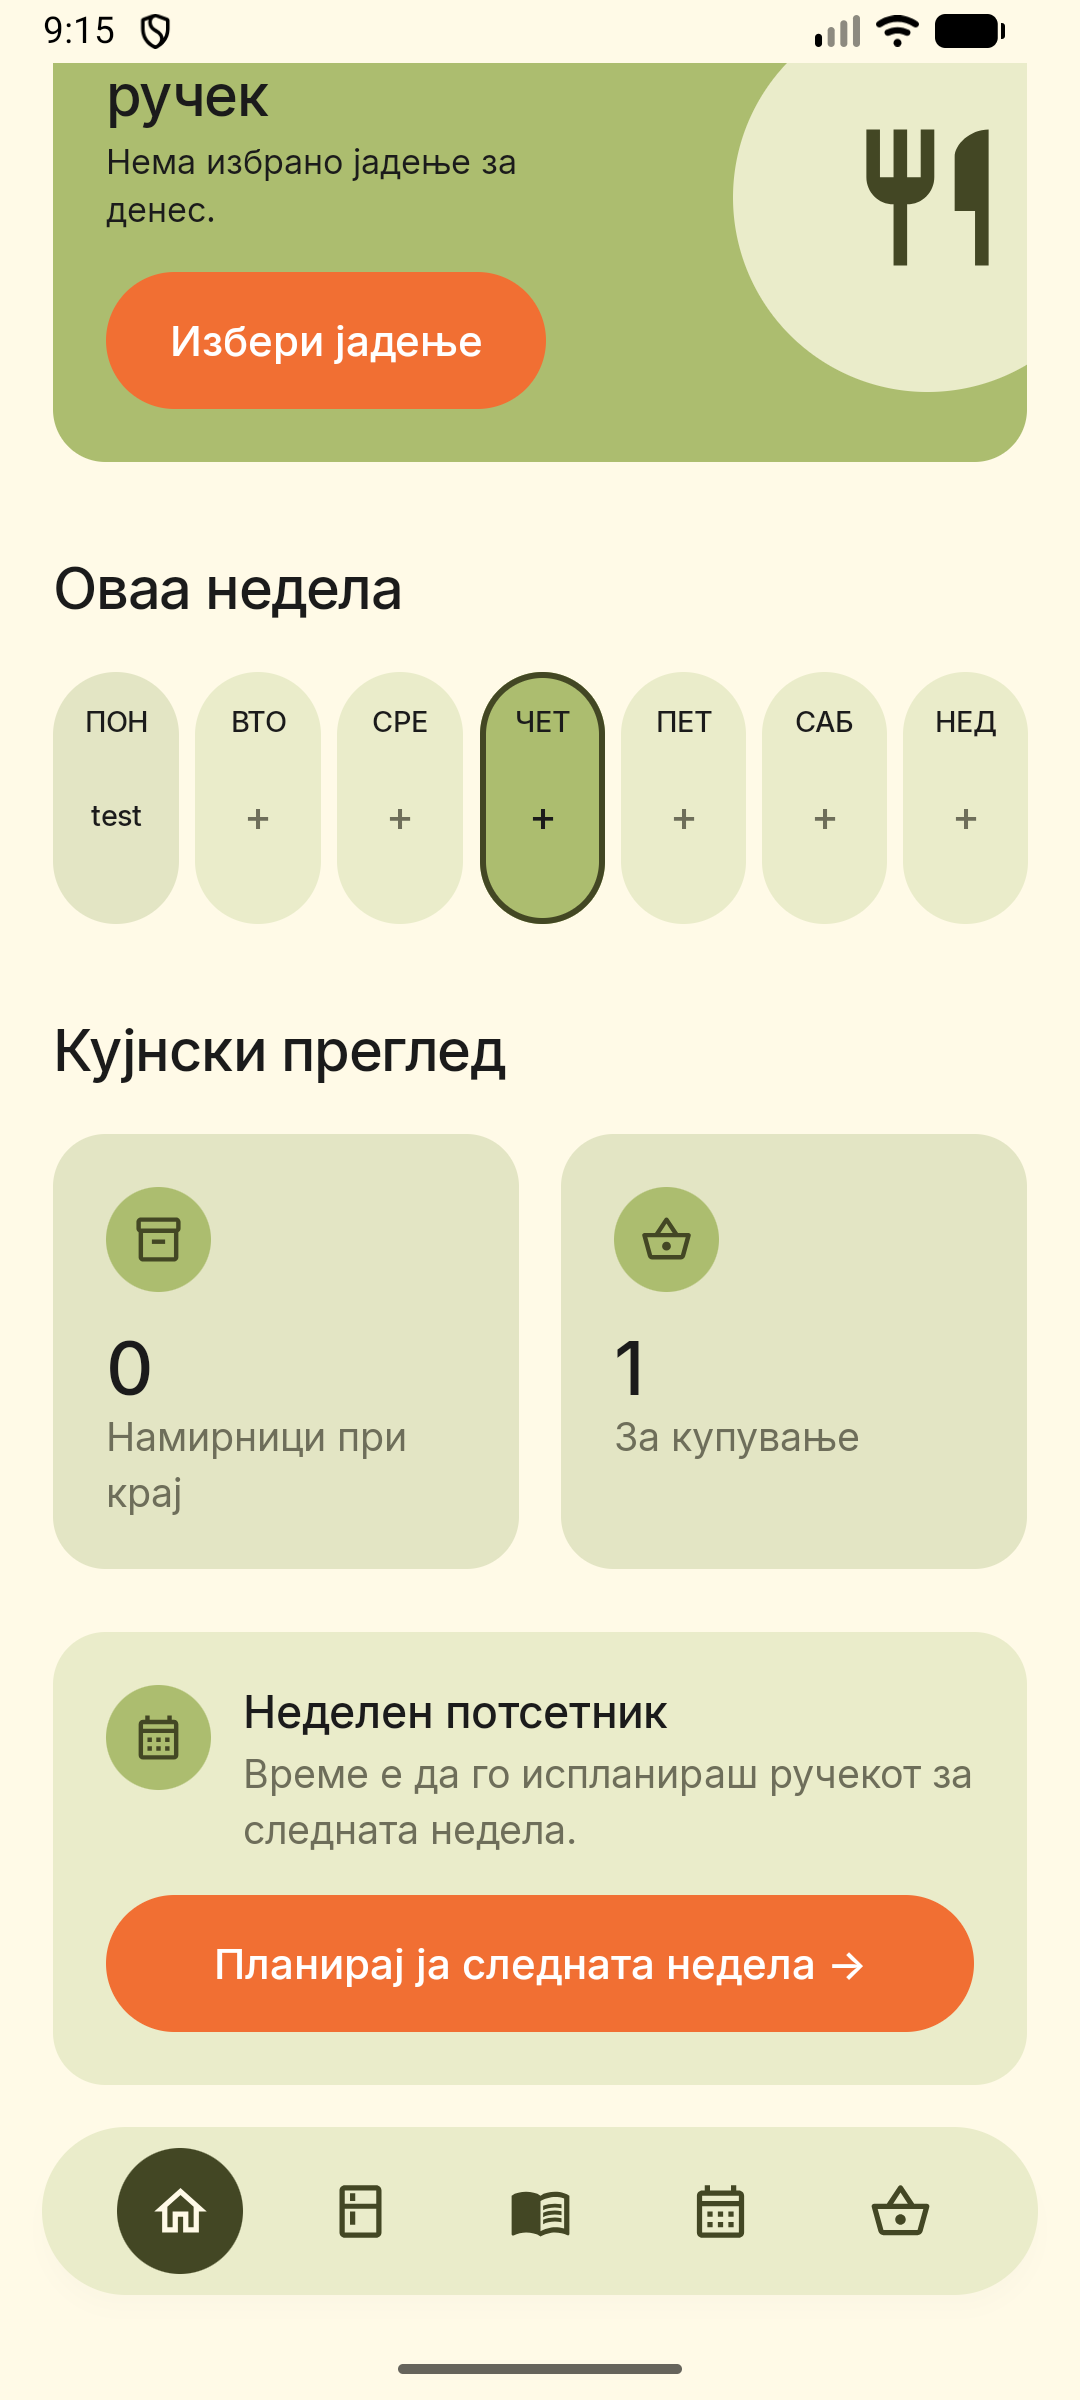 9:15
ручек
Нема избрано јадење за
денес.
Избери јадење
Оваа недела
ПОН ВТО СРЕ ЧЕТ ПЕТ САБ НЕД
test + + + + + +
Кујнски преглед
0
Намирници при
крај
1
За купување
Неделен потсетник
Време е да го испланираш ручекот за
следната недела.
Планирај ја следната недела →